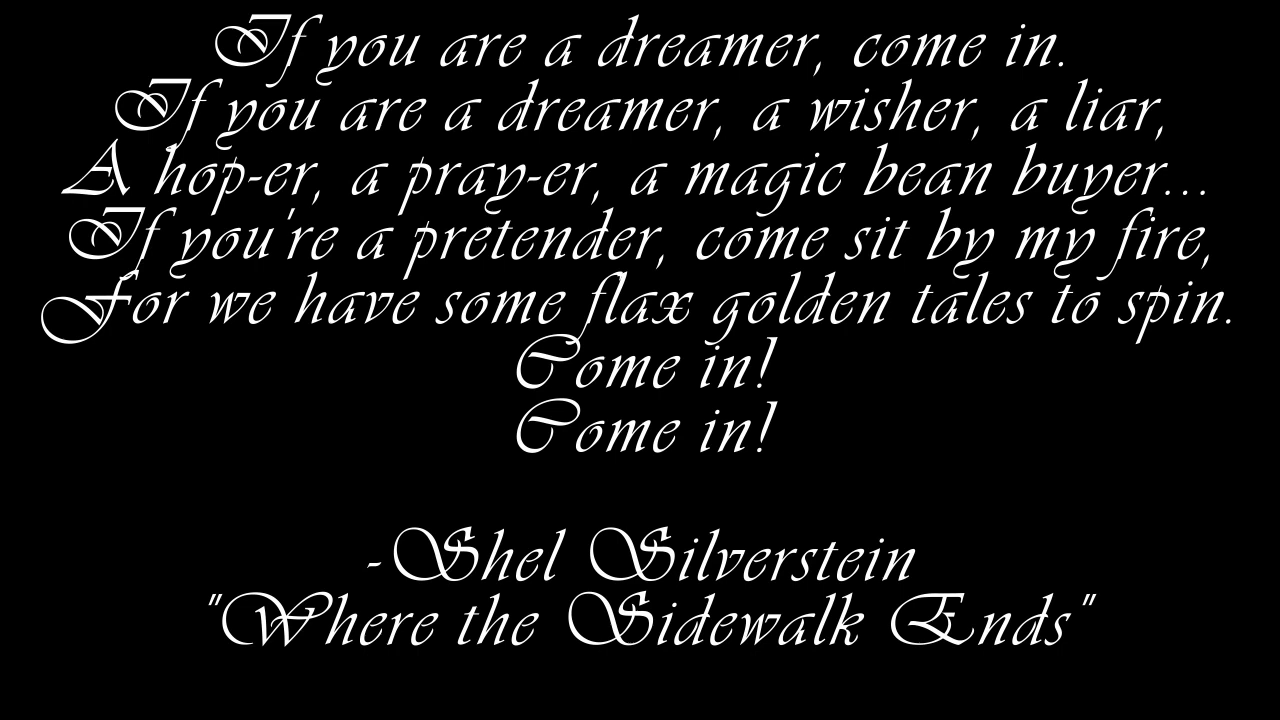 If you are a dreamer, come in.
If you are a dreamer, a wisher, a liar,
A hop-er, a pray-er, a magic bean buyer...
If you're a pretender, come sit by my fire,
For we have some flax golden tales to spin.
Come in!
Come in!
-Shel Silverstein
"Where the Sidewalk Ends"